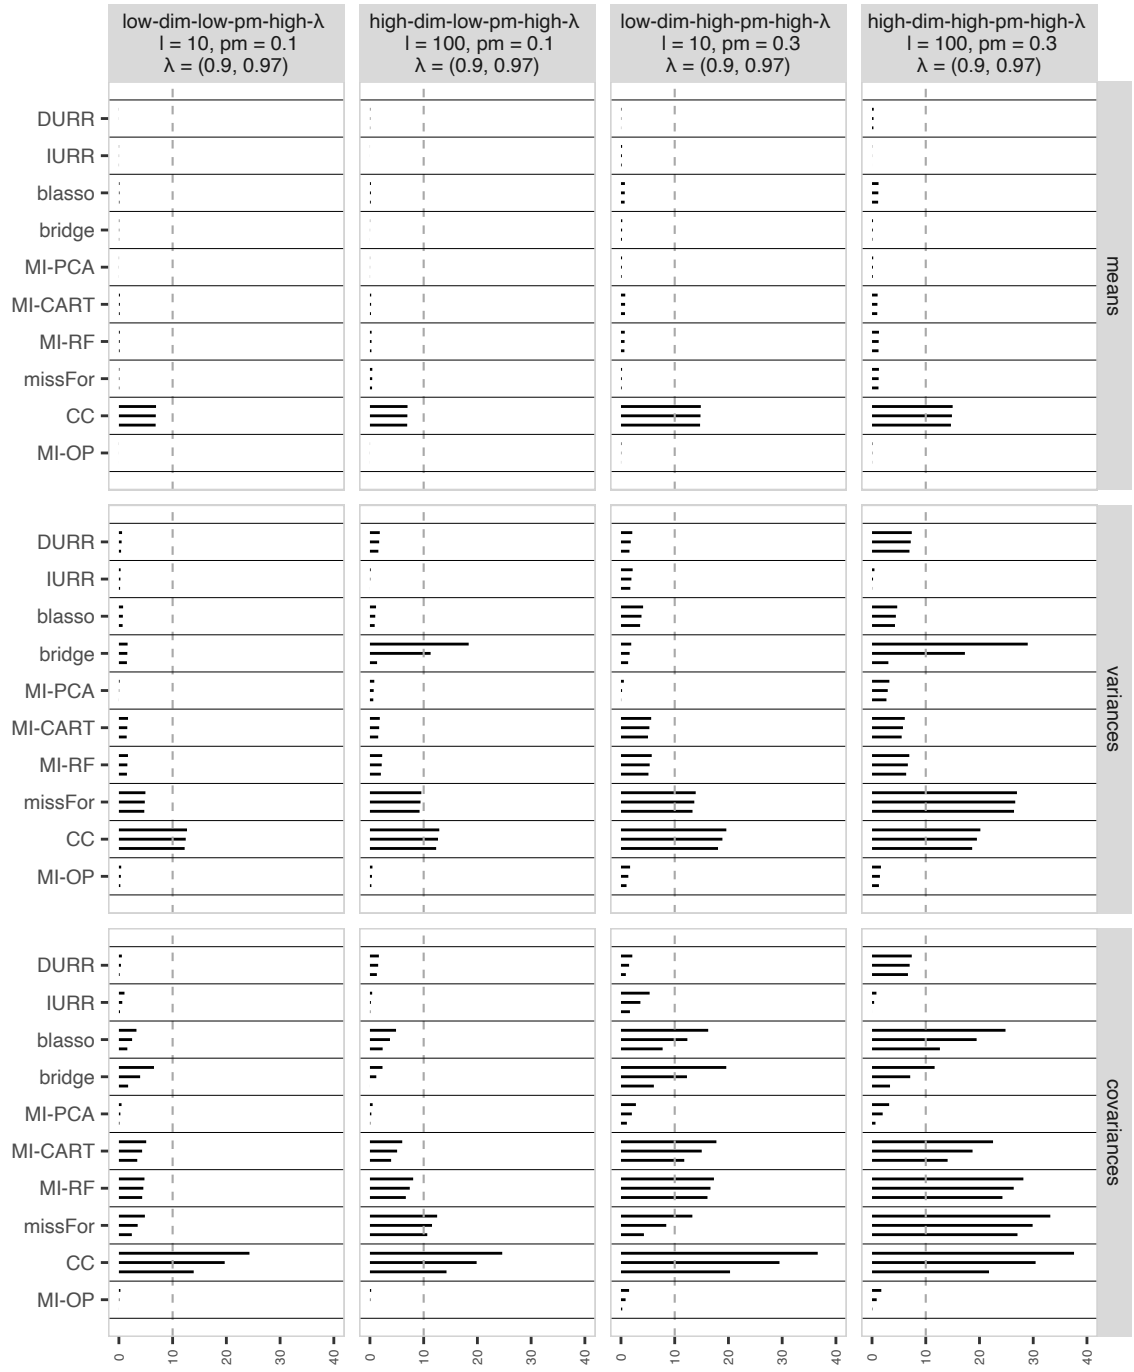 low-dim-low-pm-high-λ
l = 10, pm = 0.1
λ = (0.9, 0.97)
high-dim-low-pm-high-λ
l = 100, pm = 0.1
λ = (0.9, 0.97)
low-dim-high-pm-high-λ
l = 10, pm = 0.3
λ = (0.9, 0.97)
high-dim-high-pm-high-λ
l = 100, pm = 0.3
λ = (0.9, 0.97)
DURR
IURR
blasso
bridge
MI-PCA
MI-CART
MI-RF
missFor
CC
MI-OP
means
DURR
IURR
blasso
bridge
MI-PCA
MI-CART
MI-RF
missFor
CC
MI-OP
variances
DURR
IURR
blasso
bridge
MI-PCA
MI-CART
MI-RF
missFor
CC
MI-OP
covariances
0 10 20 30 40
0 10 20 30 40
0 10 20 30 40
0 10 20 30 40